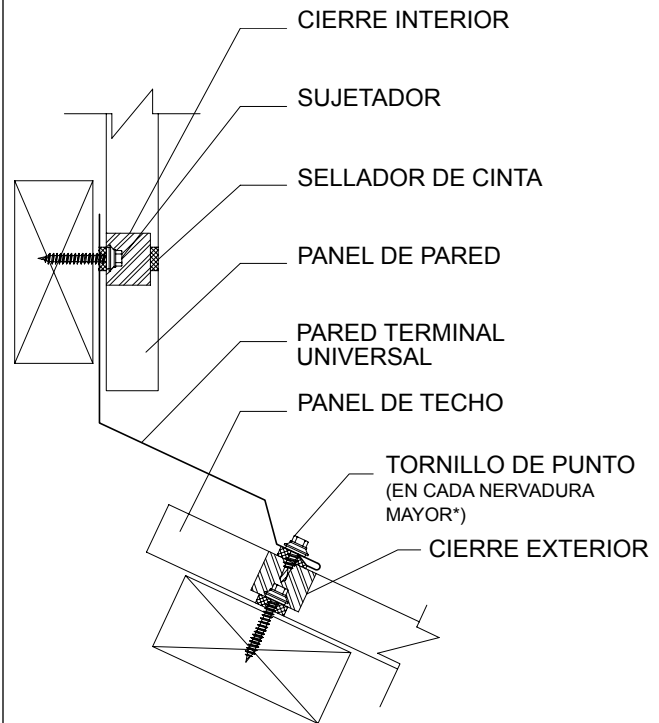 CIERRE INTERIOR
SUJETADOR
SELLADOR DE CINTA
PANEL DE PARED
PARED TERMINAL
UNIVERSAL
PANEL DE TECHO
TORNILLO DE PUNTO
(EN CADA NERVADURA
MAYOR*)
CIERRE EXTERIOR